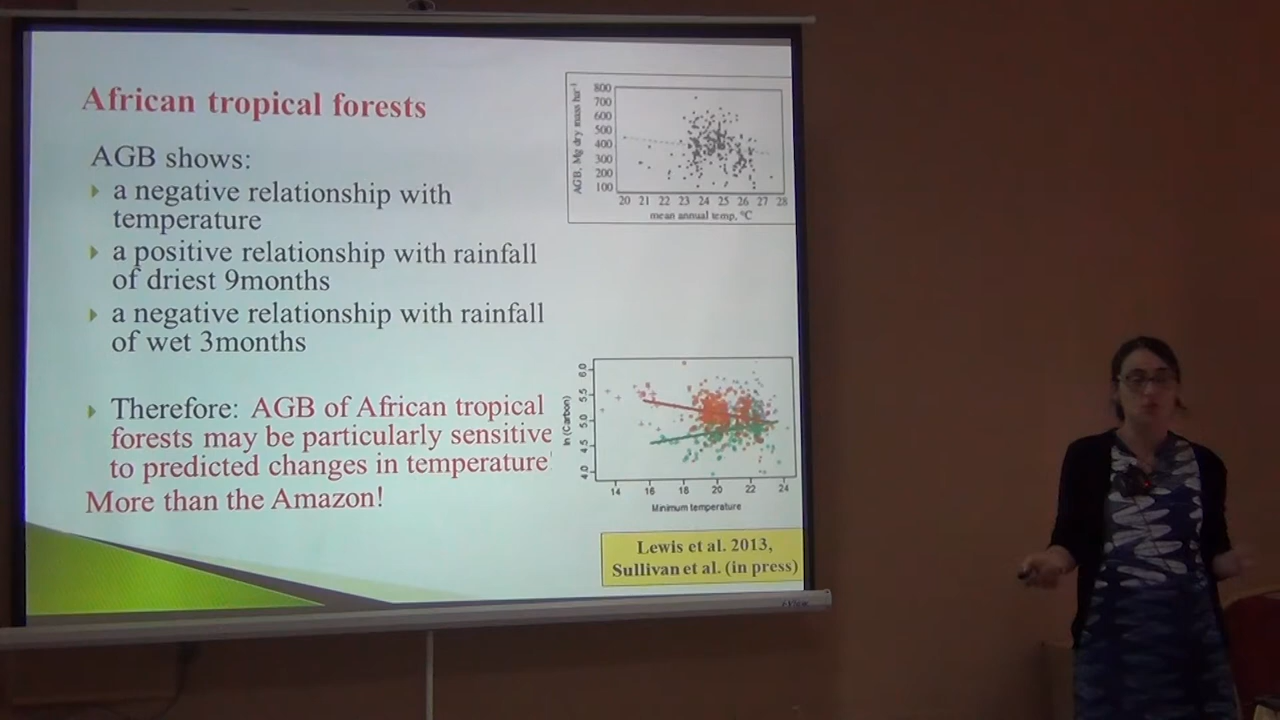 African tropical forests
AGB shows:
a negative relationship with
temperature
a positive relationship with rainfall
of driest 9months
a negative relationship with rainfall
of wet 3months
Therefore: AGB of African tropical
forests may be particularly sensitive
to predicted changes in temperature
More than the Amazon!
AGB, Mg dry mass ha⁻¹
800
700
600
500
400
300
200
100
20 21 22 23 24 25 26 27 28
mean annual temp, °C
ln (Carbon)
6.0
5.5
5.0
4.5
4.0
14 16 18 20 22 24
Minimum temperature
Lewis et al. 2013,
Sullivan et al. (in press)